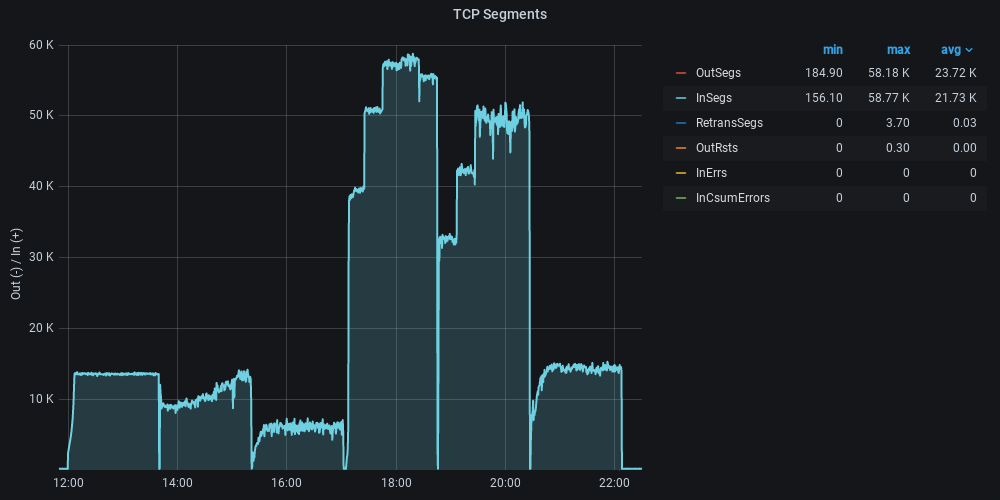 TCP Segments
60 K
50 K
40 K
30 K
20 K
10 K
Out (-) / In (+)
12:00 14:00 16:00 18:00 20:00 22:00
min max avg
OutSegs 184.90 58.18 K 23.72 K
InSegs 156.10 58.77 K 21.73 K
RetransSegs 0 3.70 0.03
OutRsts 0 0.30 0.00
InErrs 0 0 0
InCsumErrors 0 0 0